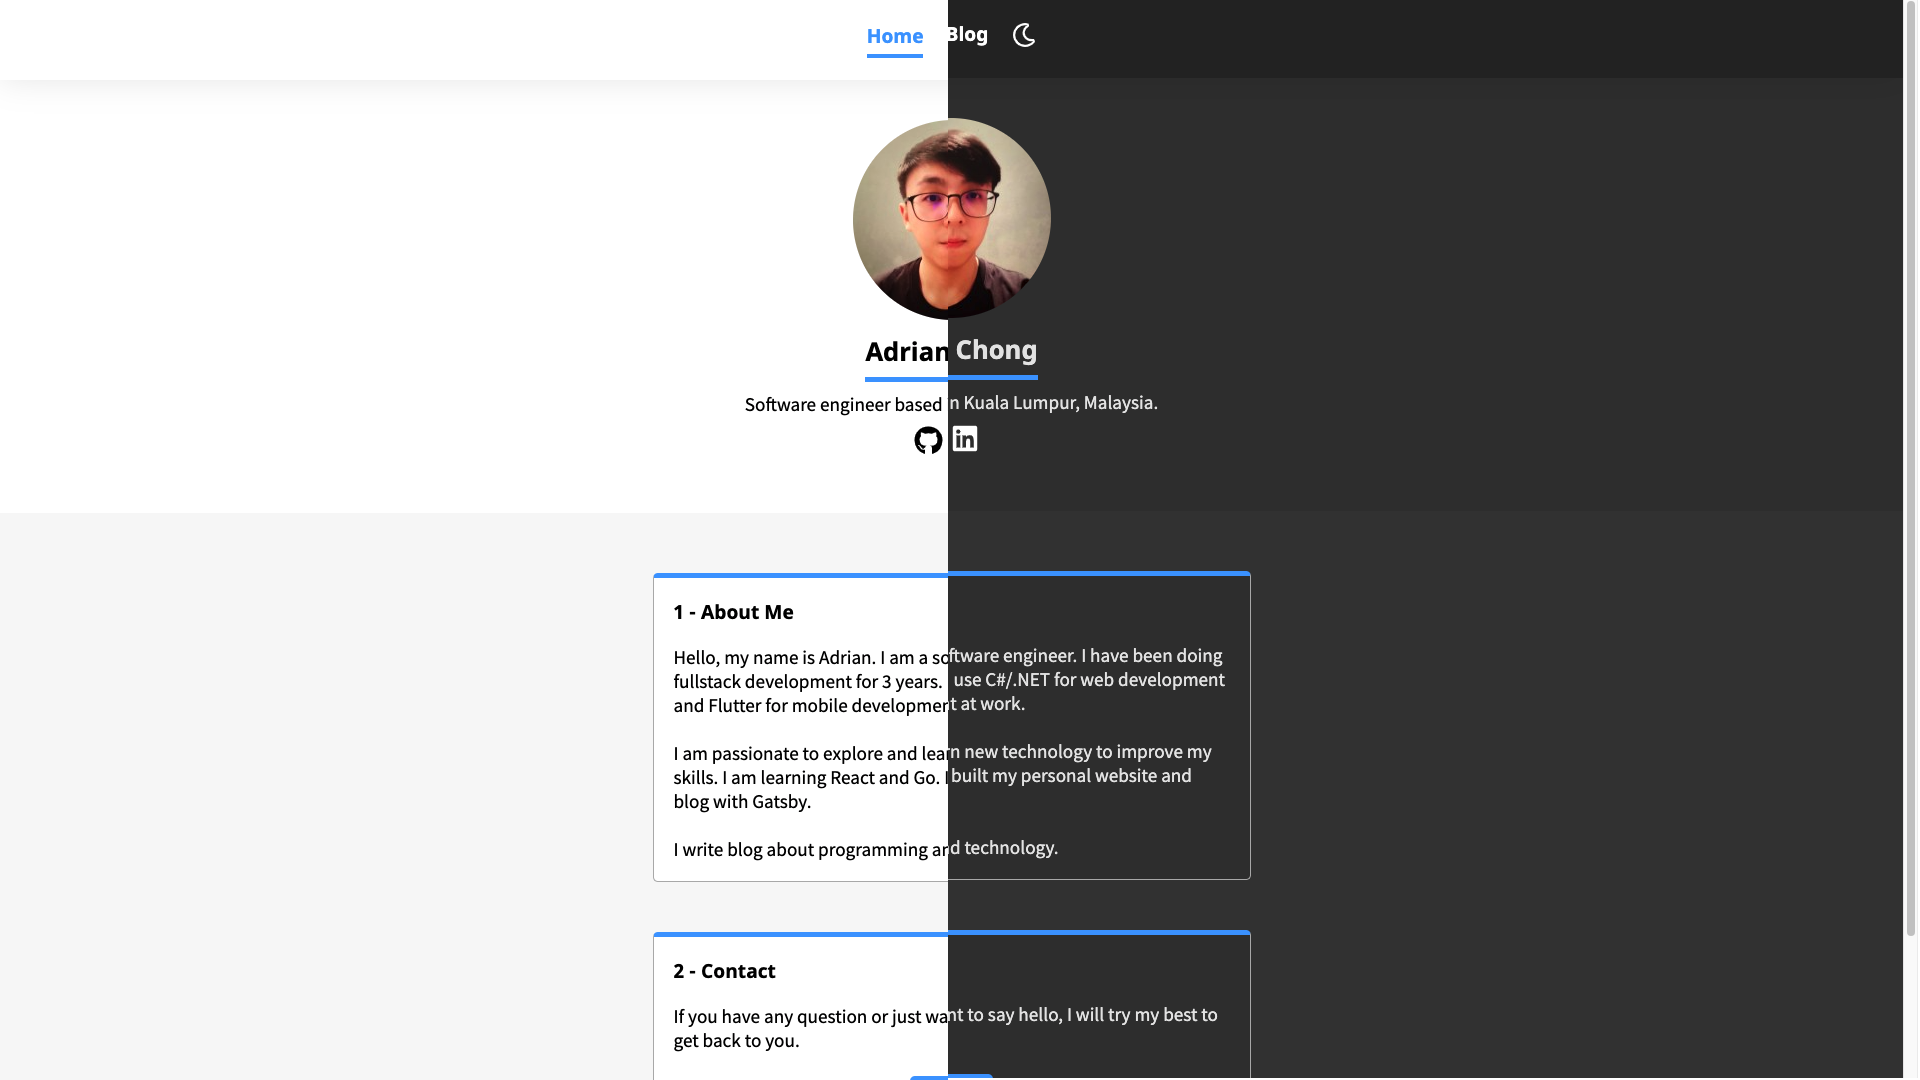 Home Blog
Adrian Chong
Software engineer based in Kuala Lumpur, Malaysia.
in
1 - About Me
Hello, my name is Adrian. I am a software engineer. I have been doing
fullstack development for 3 years. I use C#/.NET for web development
and Flutter for mobile development at work.
I am passionate to explore and learn new technology to improve my
skills. I am learning React and Go. I built my personal website and
blog with Gatsby.
I write blog about programming and technology.
2 - Contact
If you have any question or just want to say hello, I will try my best to
get back to you.